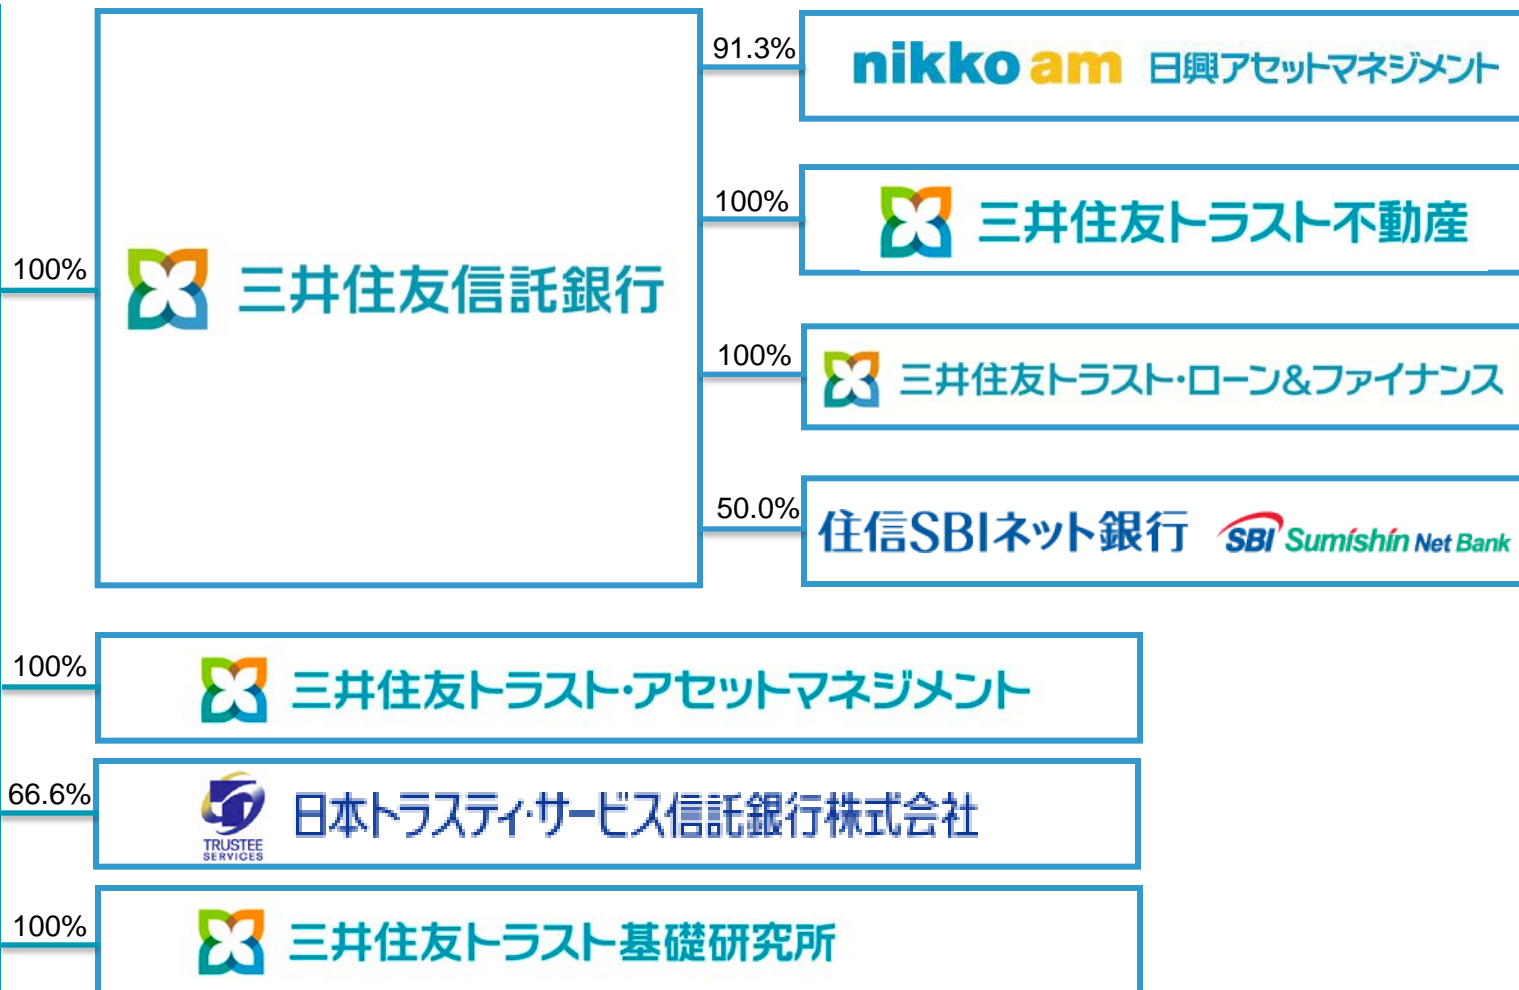 100%
三井住友信託銀行
91.3%
nikko am 日興アセットマネジメント
100%
三井住友トラスト不動産
100%
三井住友トラスト・ローン&ファイナンス
50.0%
住信SBIネット銀行 SBI Sumishin Net Bank
100%
三井住友トラスト・アセットマネジメント
66.6%
TRUSTEE
SERVICES
日本トラスティ・サービス信託銀行株式会社
100%
三井住友トラスト基礎研究所